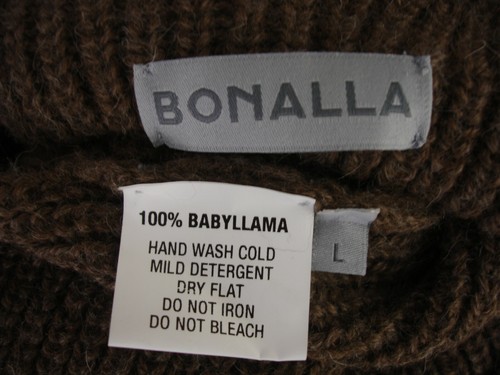 BONALLA
100% BABYLLAMA
HAND WASH COLD
MILD DETERGENT
DRY FLAT
DO NOT IRON
DO NOT BLEACH
L